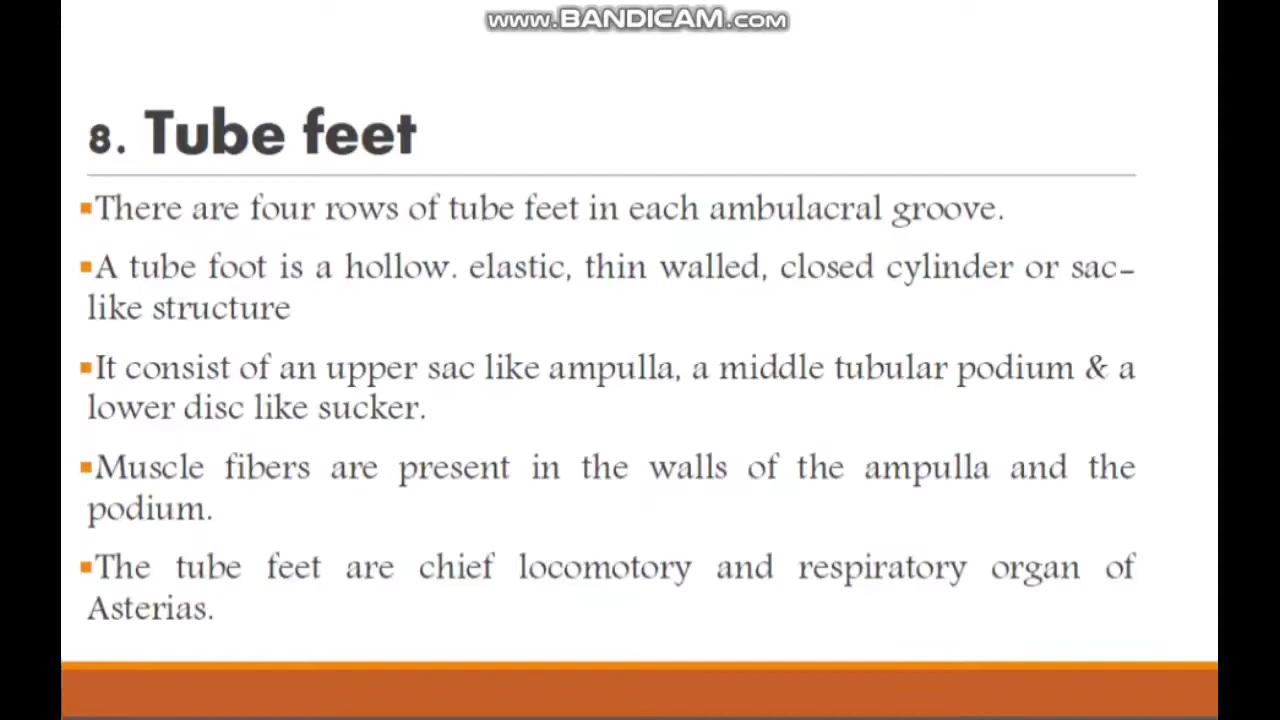 www.BANDICAM.com
8. Tube feet
▪There are four rows of tube feet in each ambulacral groove.
▪A tube foot is a hollow. elastic, thin walled, closed cylinder or sac-
like structure
▪It consist of an upper sac like ampulla, a middle tubular podium & a
lower disc like sucker.
▪Muscle fibers are present in the walls of the ampulla and the
podium.
▪The tube feet are chief locomotory and respiratory organ of
Asterias.